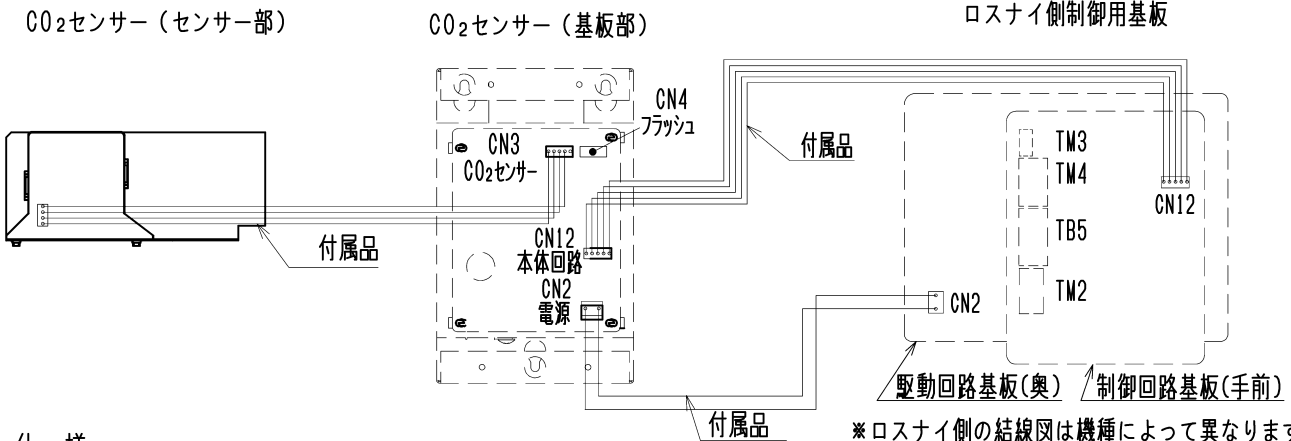 CO₂センサー（センサー部）
CO₂センサー（基板部）
ロスナイ側制御用基板
CN4
フラッシュ
CN3
CO₂センサー
付属品
TM3
TM4
CN12
TB5
付属品
CN12
本体回路
CN2
電源
TM2
CN2
駆動回路基板(奥)
制御回路基板(手前)
付属品
※ロスナイ側の結線図は機種によって異なります
仕 様